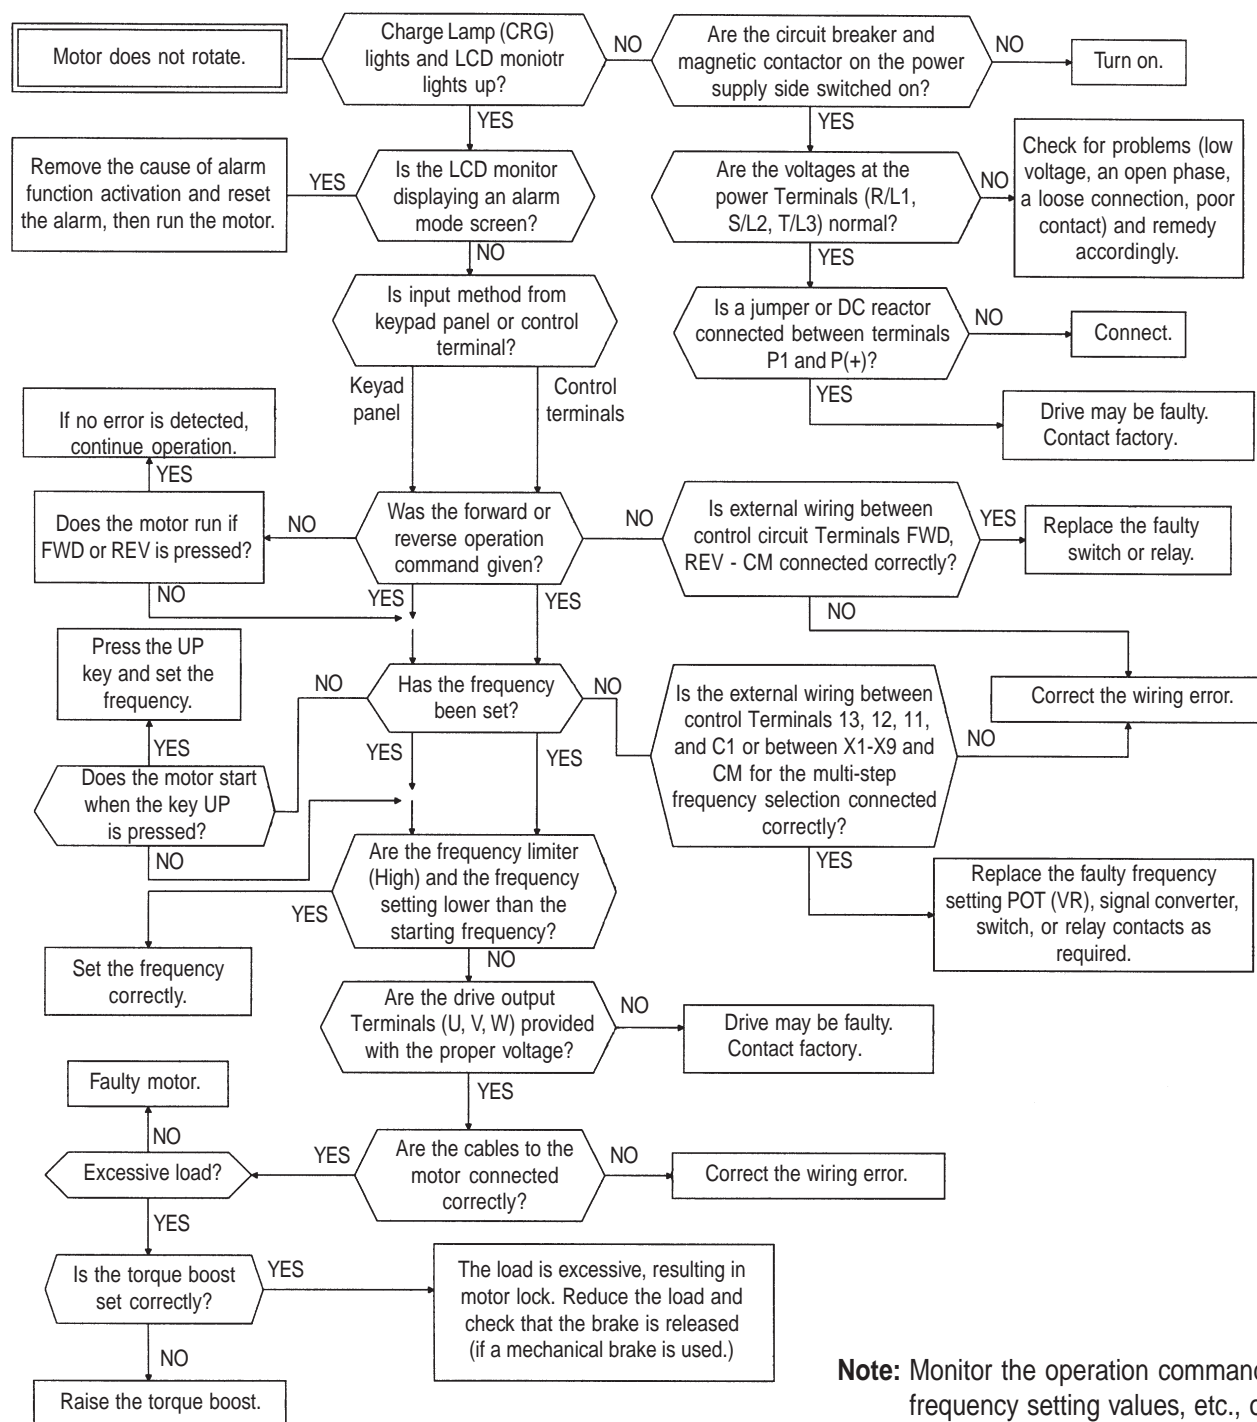 Motor does not rotate.
Charge Lamp (CRG)
lights and LCD moniotr
lights up?
NO
Are the circuit breaker and
magnetic contactor on the power
supply side switched on?
NO
Turn on.
YES
YES
Remove the cause of alarm
function activation and reset
the alarm, then run the motor.
YES
Is the LCD monitor
displaying an alarm
mode screen?
Are the voltages at the
power Terminals (R/L1,
S/L2, T/L3) normal?
NO
Check for problems (low
voltage, an open phase,
a loose connection, poor
contact) and remedy
accordingly.
NO
YES
Is input method from
keypad panel or control
terminal?
Is a jumper or DC reactor
connected between terminals
P1 and P(+)?
NO
Connect.
Keyad
panel
Control
terminals
YES
Drive may be faulty.
Contact factory.
If no error is detected,
continue operation.
YES
Does the motor run if
FWD or REV is pressed?
NO
Was the forward or
reverse operation
command given?
NO
Is external wiring between
control circuit Terminals FWD,
REV - CM connected correctly?
YES
Replace the faulty
switch or relay.
NO
YES
YES
NO
Press the UP
key and set the
frequency.
NO
Has the frequency
been set?
NO
Is the external wiring between
control Terminals 13, 12, 11,
and C1 or between X1-X9 and
CM for the multi-step
frequency selection connected
correctly?
NO
Correct the wiring error.
YES
YES
YES
Does the motor start
when the key UP
is pressed?
NO
Are the frequency limiter
(High) and the frequency
setting lower than the
starting frequency?
YES
YES
Replace the faulty frequency
setting POT (VR), signal converter,
switch, or relay contacts as
required.
Set the frequency
correctly.
NO
Are the drive output
Terminals (U, V, W) provided
with the proper voltage?
NO
Drive may be faulty.
Contact factory.
Faulty motor.
YES
NO
Excessive load?
YES
Are the cables to the
motor connected
correctly?
NO
Correct the wiring error.
YES
Is the torque boost
set correctly?
YES
The load is excessive, resulting in
motor lock. Reduce the load and
check that the brake is released
(if a mechanical brake is used.)
NO
Raise the torque boost.
Note: Monitor the operation command
frequency setting values, etc.,